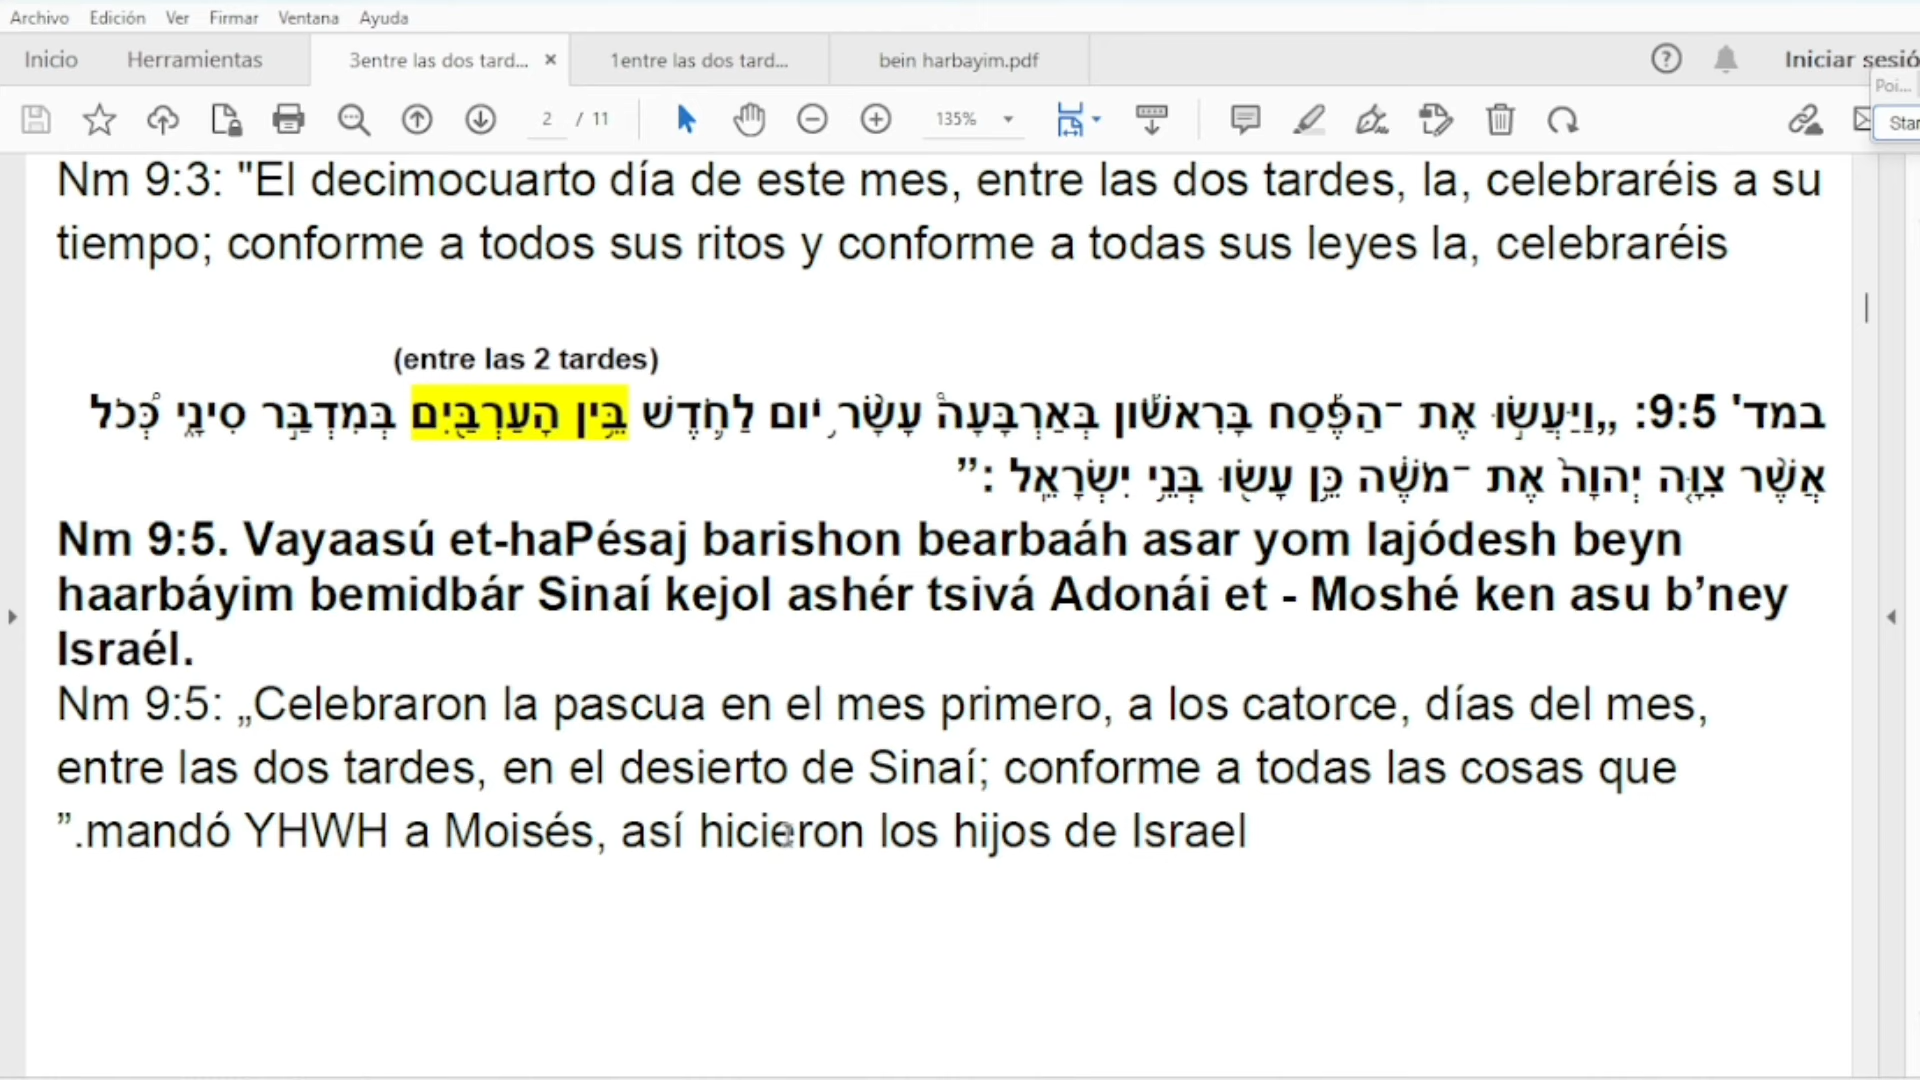 Archivo Edición Ver Firmar Ventana Ayuda
Inicio Herramientas 3entre las dos tard... × 1entre las dos tard... bein harbayim.pdf Iniciar sesió
Poi...
2 / 11 135% Star
Nm 9:3: "El decimocuarto día de este mes, entre las dos tardes, la, celebraréis a su
tiempo; conforme a todos sus ritos y conforme a todas sus leyes la, celebraréis
(entre las 2 tardes)
במד' 9:5: „וַיַּעֲשׂ֣וּ אֶת ־הַפֶּ֡סַח בָּרִאשׁ֡וֹן בְּאַרְבָּעָה֩ עָשָׂ֨ר י֥וֹם לַחֹ֛דֶשׁ בֵּ֥ין הָעַרְבַּ֖יִם בְּמִדְבַּ֣ר סִינָ֑י כְּ֠כֹל
אֲשֶׁ֨ר צִוָּ֤ה יְהוָה֙ אֶת ־מֹשֶׁ֔ה כֵּ֥ן עָשׂ֖וּ בְּנֵ֥י יִשְׂרָאֵֽל :”
Nm 9:5. Vayaasú et-haPésaj barishon bearbaáh asar yom lajódesh beyn
haarbáyim bemidbár Sinaí kejol ashér tsivá Adonái et - Moshé ken asu b’ney
Israél.
Nm 9:5: „Celebraron la pascua en el mes primero, a los catorce, días del mes,
entre las dos tardes, en el desierto de Sinaí; conforme a todas las cosas que
”.mandó YHWH a Moisés, así hicieron los hijos de Israel